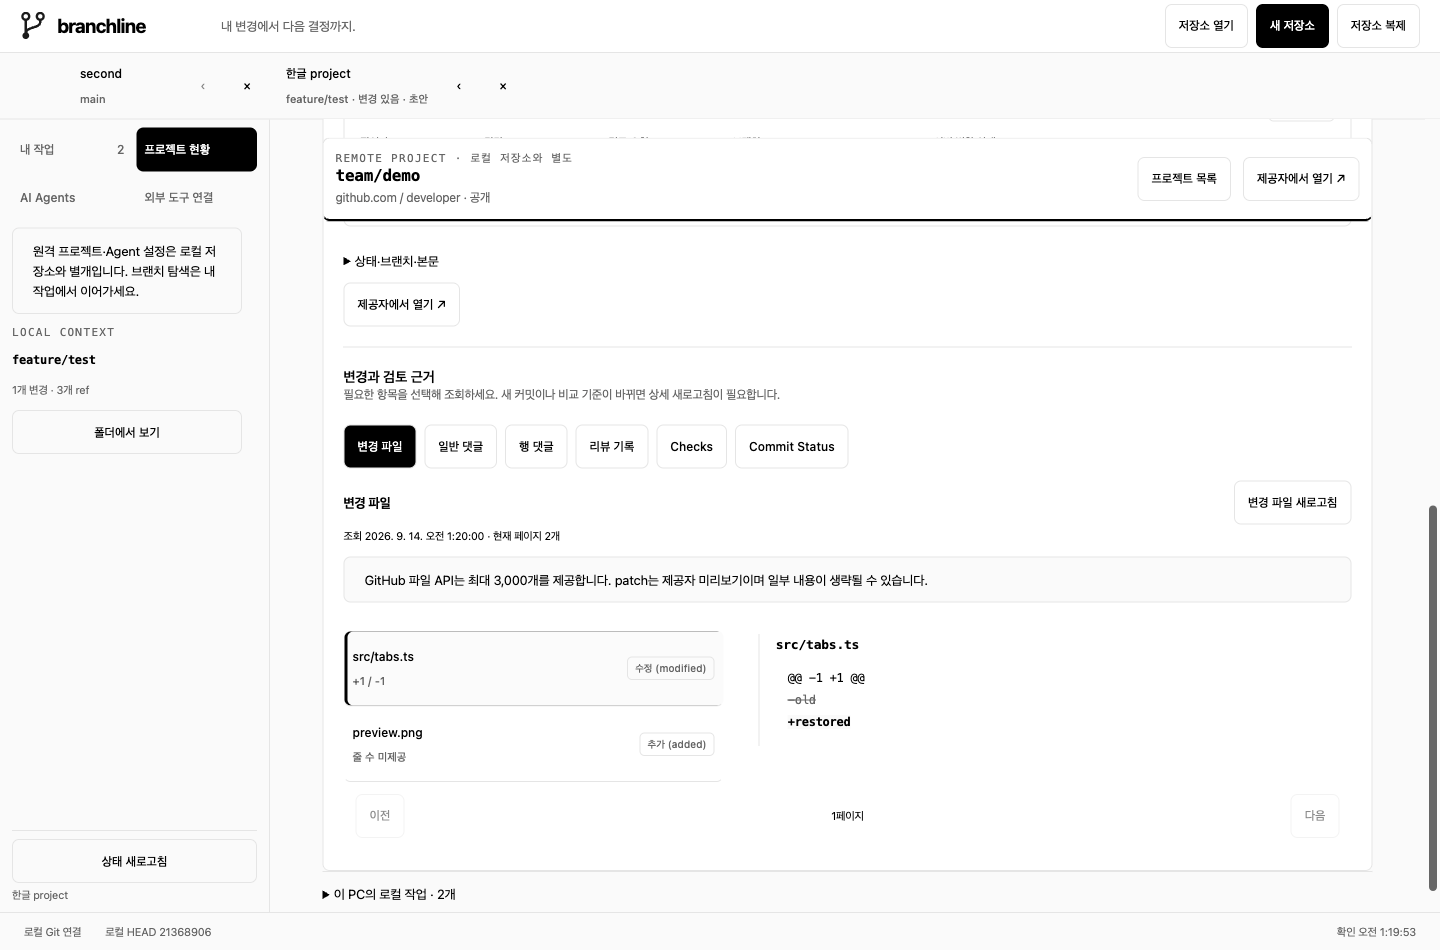 branchline
내 변경에서 다음 결정까지.
저장소 열기
새 저장소
저장소 복제
second
main
‹
×
한글 project
feature/test · 변경 있음 · 초안
‹
×
내 작업
2
프로젝트 현황
AI Agents
외부 도구 연결
원격 프로젝트·Agent 설정은 로컬 저
장소와 별개입니다. 브랜치 탐색은 내
작업에서 이어가세요.
LOCAL CONTEXT
feature/test
1개 변경 · 3개 ref
폴더에서 보기
상태 새로고침
한글 project
REMOTE PROJECT · 로컬 저장소와 별도
team/demo
github.com / developer · 공개
프로젝트 목록
제공자에서 열기 ↗
▶ 상태·브랜치·본문
제공자에서 열기 ↗
변경과 검토 근거
필요한 항목을 선택해 조회하세요. 새 커밋이나 비교 기준이 바뀌면 상세 새로고침이 필요합니다.
변경 파일
일반 댓글
행 댓글
리뷰 기록
Checks
Commit Status
변경 파일
변경 파일 새로고침
조회 2026. 9. 14. 오전 1:20:00 · 현재 페이지 2개
GitHub 파일 API는 최대 3,000개를 제공합니다. patch는 제공자 미리보기이며 일부 내용이 생략될 수 있습니다.
src/tabs.ts
+1 / -1
수정 (modified)
preview.png
줄 수 미제공
추가 (added)
src/tabs.ts
@@ -1 +1 @@
-old
+restored
이전
1페이지
다음
▶ 이 PC의 로컬 작업 · 2개
로컬 Git 연결
로컬 HEAD 21368906
확인 오전 1:19:53